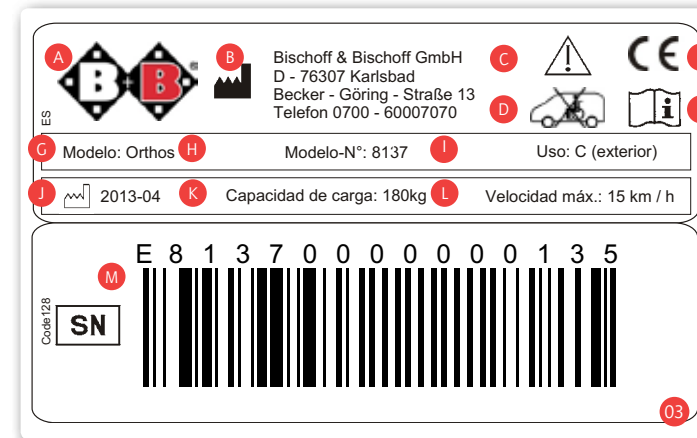 A
B
B B ®
Bischoff & Bischoff GmbH
D - 76307 Karlsbad
Becker - Göring - Straße 13
Telefon 0700 - 60007070
C
CE
D
i
ES
G Modelo: Orthos H Modelo-N°: 8137 I Uso: C (exterior)
J 2013-04 K Capacidad de carga: 180kg L Velocidad máx.: 15 km / h
E 8 1 3 7 0 0 0 0 0 0 0 0 1 3 5
M
Code128
SN
03